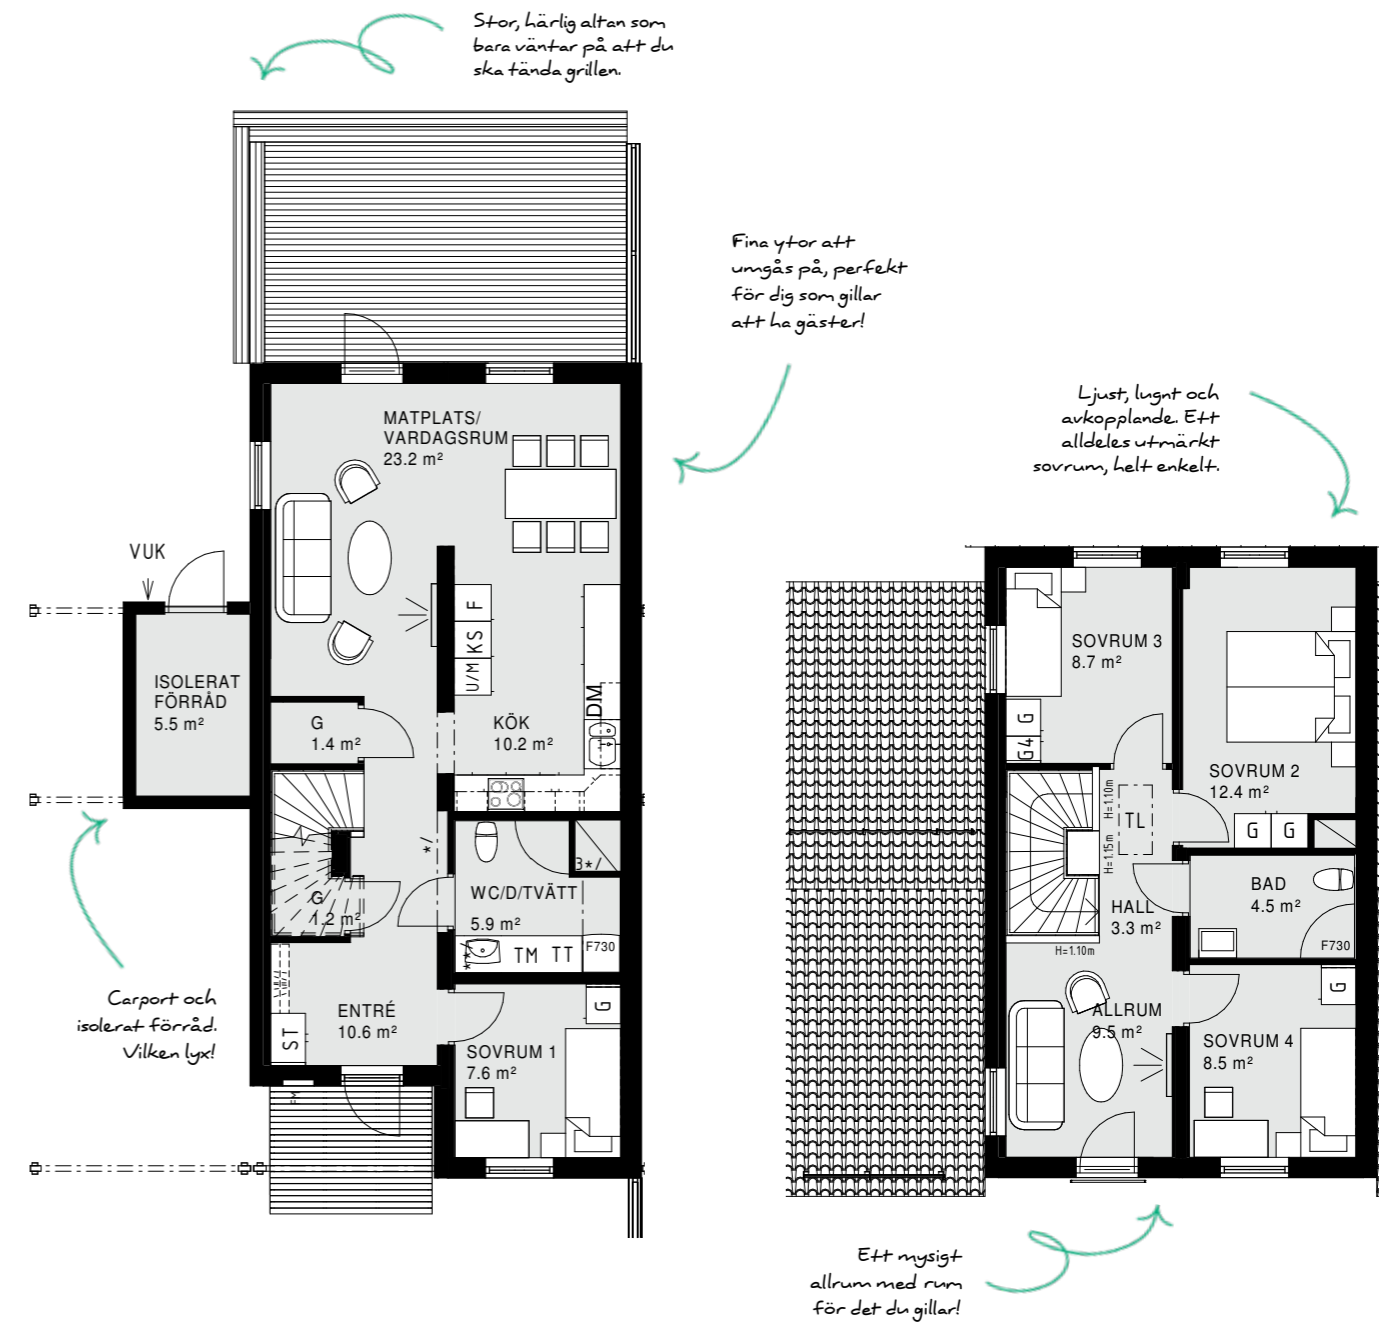 Stor, härlig altan som
bara väntar på att du
ska tända grillen.
Fina ytor att
umgås på, perfekt
för dig som gillar
att ha gäster!
MATPLATS/
VARDAGSRUM
23.2 m²
VUK
ISOLERAT
FÖRRÅD
5.5 m²
F
KS
U/M
DM
KÖK
10.2 m²
G
1.4 m²
G
1.2 m²
*/
3*/
WC/D/TVÄTT
5.9 m²
TM TT
F730
ENTRÉ
10.6 m²
ST
G
SOVRUM 1
7.6 m²
Carport och
isolerat förråd.
Vilken lyx!
Ljust, lugnt och
avkopplande. Ett
alldeles utmärkt
sovrum, helt enkelt.
SOVRUM 3
8.7 m²
G
G4
SOVRUM 2
12.4 m²
G G
H=1.10m
TL
H=1.15m
HALL
3.3 m²
H=1.10m
BAD
4.5 m²
F730
ALLRUM
9.5 m²
G
SOVRUM 4
8.5 m²
Ett mysigt
allrum med rum
för det du gillar!